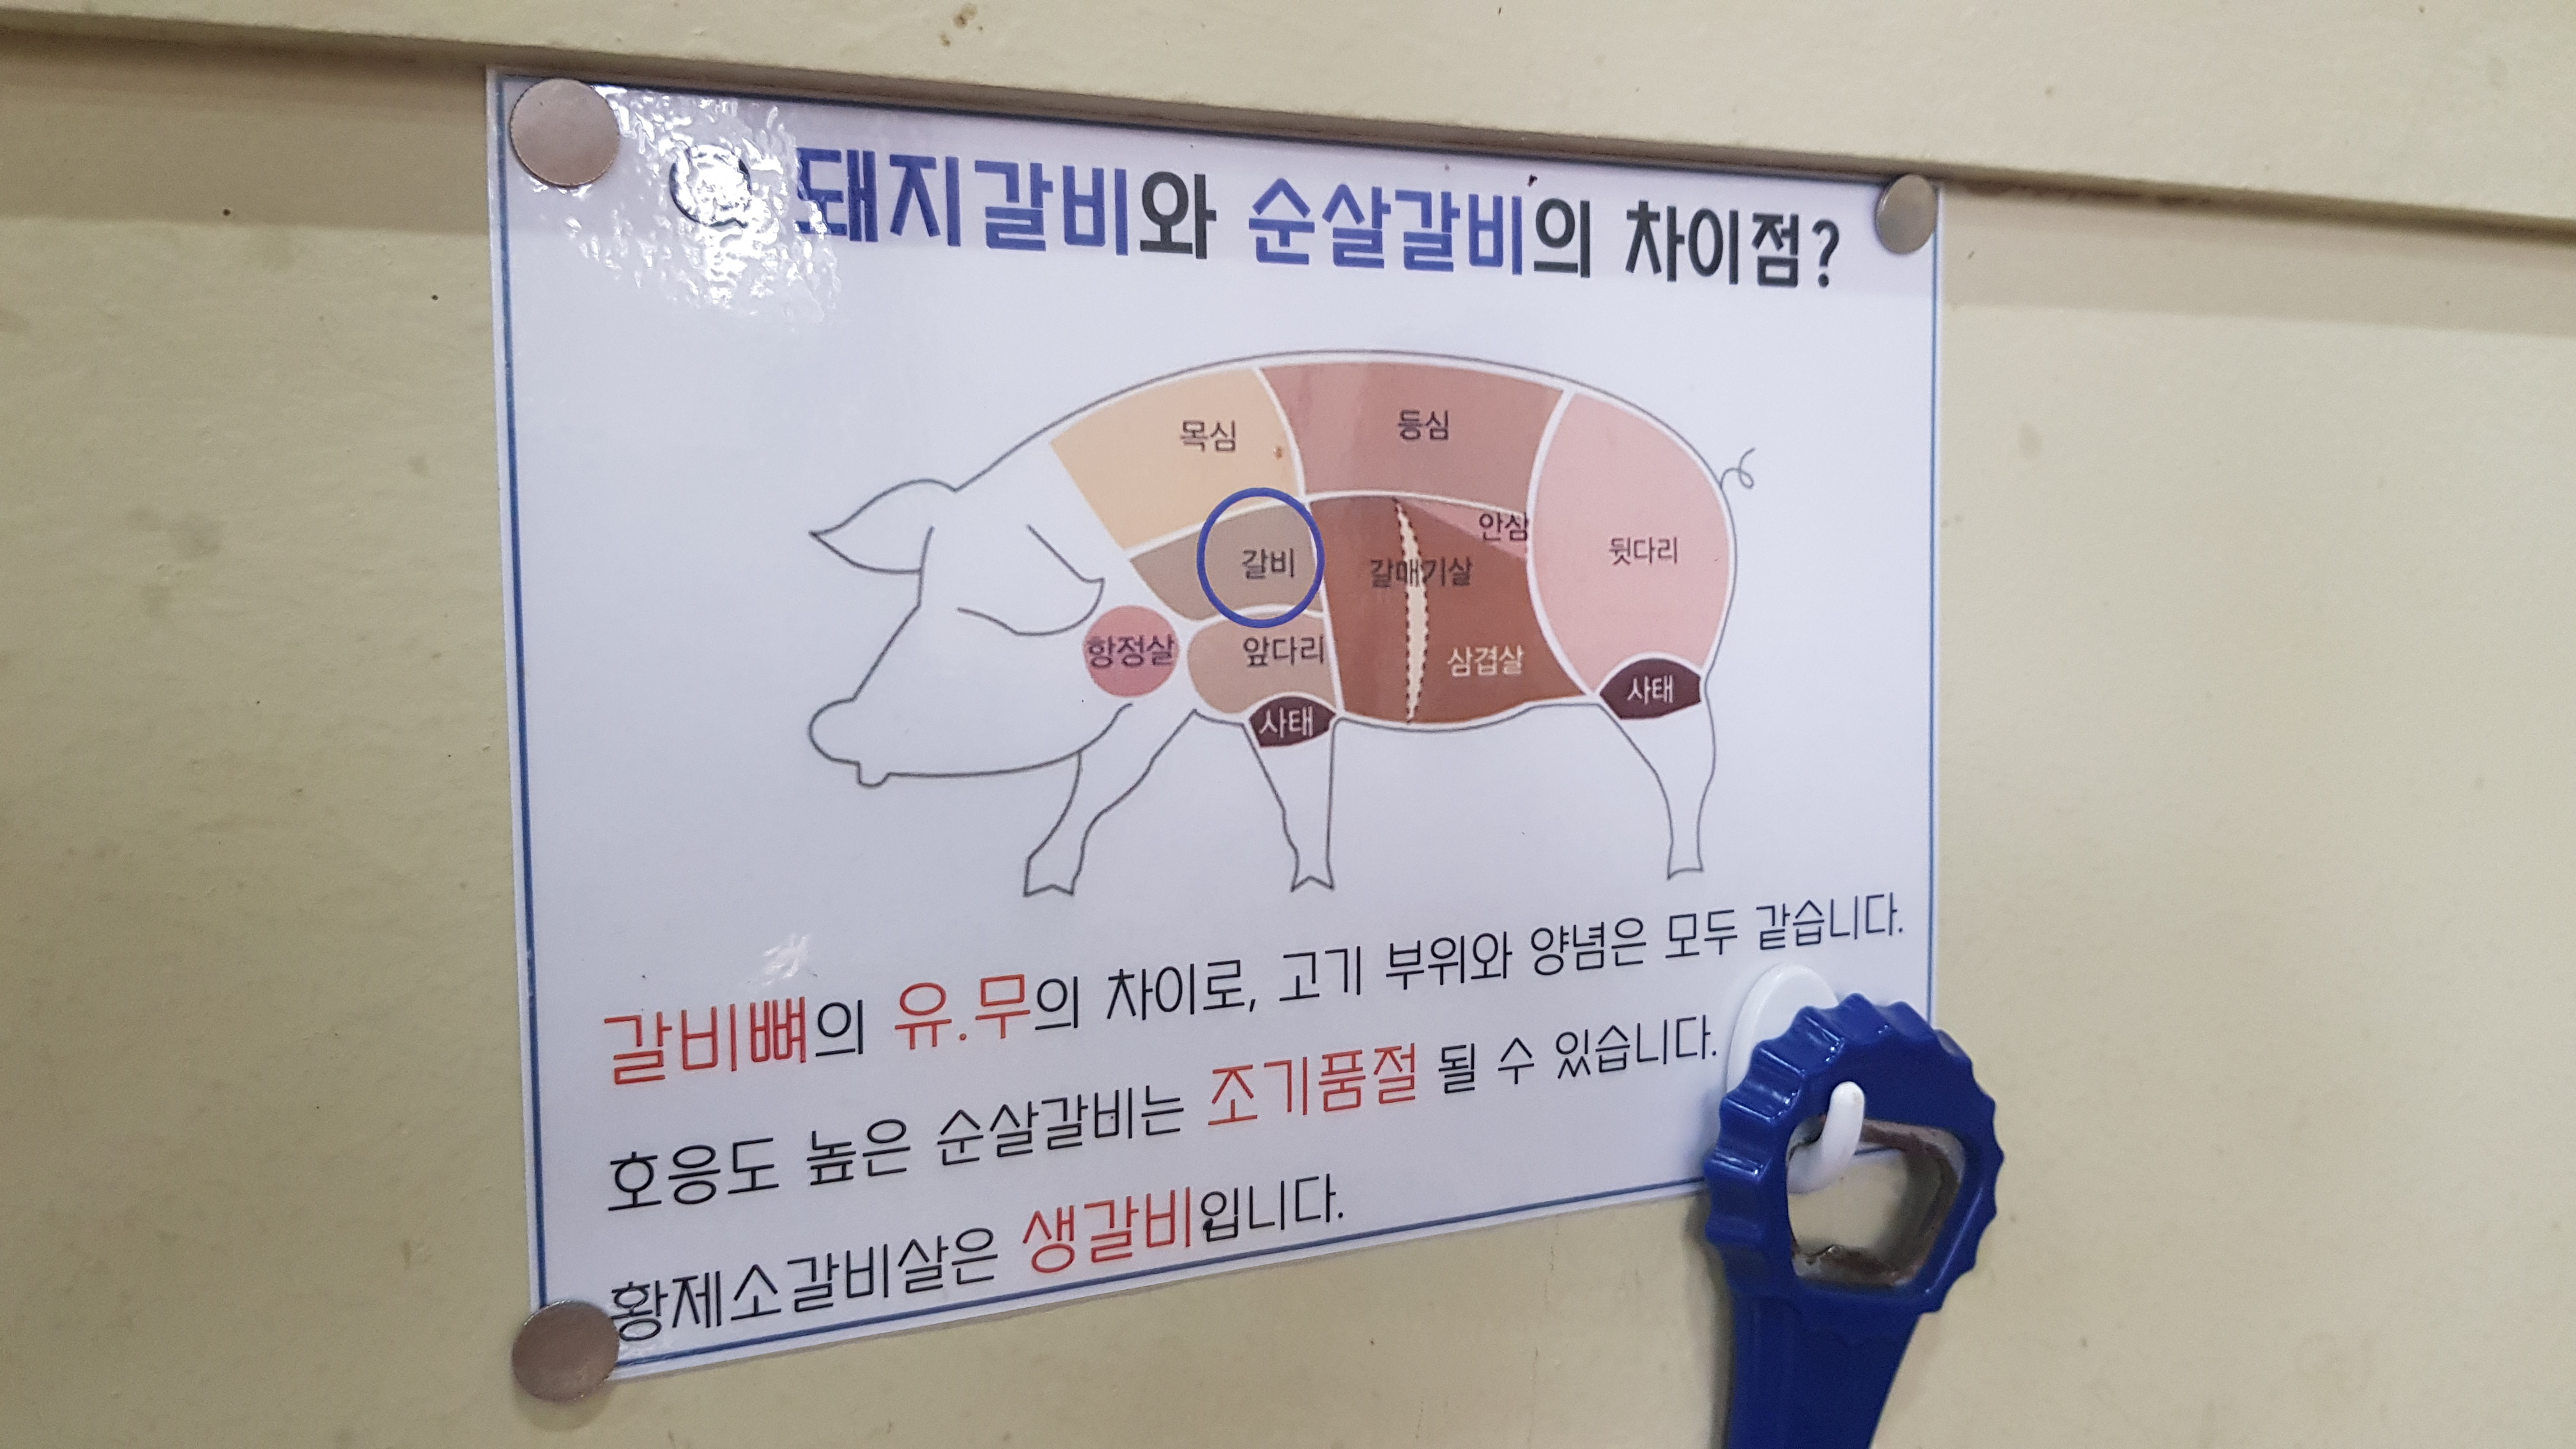 Q 돼지갈비와 순살갈비의 차이점?
목심
등심
안심
갈비
갈매기살
뒷다리
항정살
앞다리
삼겹살
사태
사태
갈비뼈의 유.무의 차이로, 고기 부위와 양념은 모두 같습니다.
호응도 높은 순살갈비는 조기품절 될 수 있습니다.
황제소갈비살은 생갈비입니다.